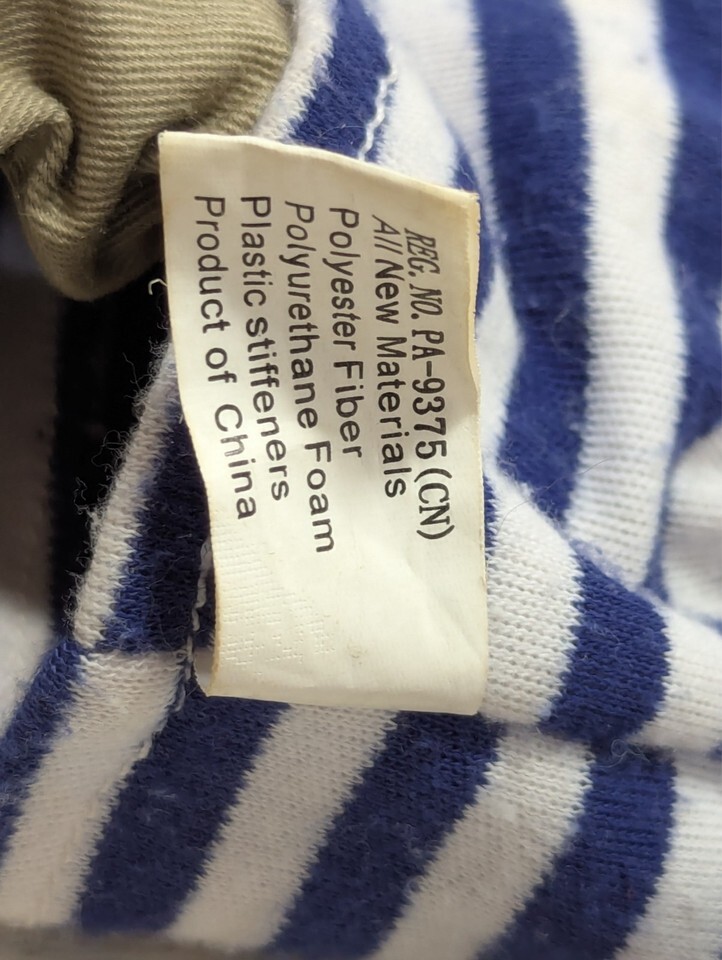 REG. NO. PA-9375(CN)
All New Materials
Polyester Fiber
Polyurethane Foam
Plastic stiffeners
Product of China